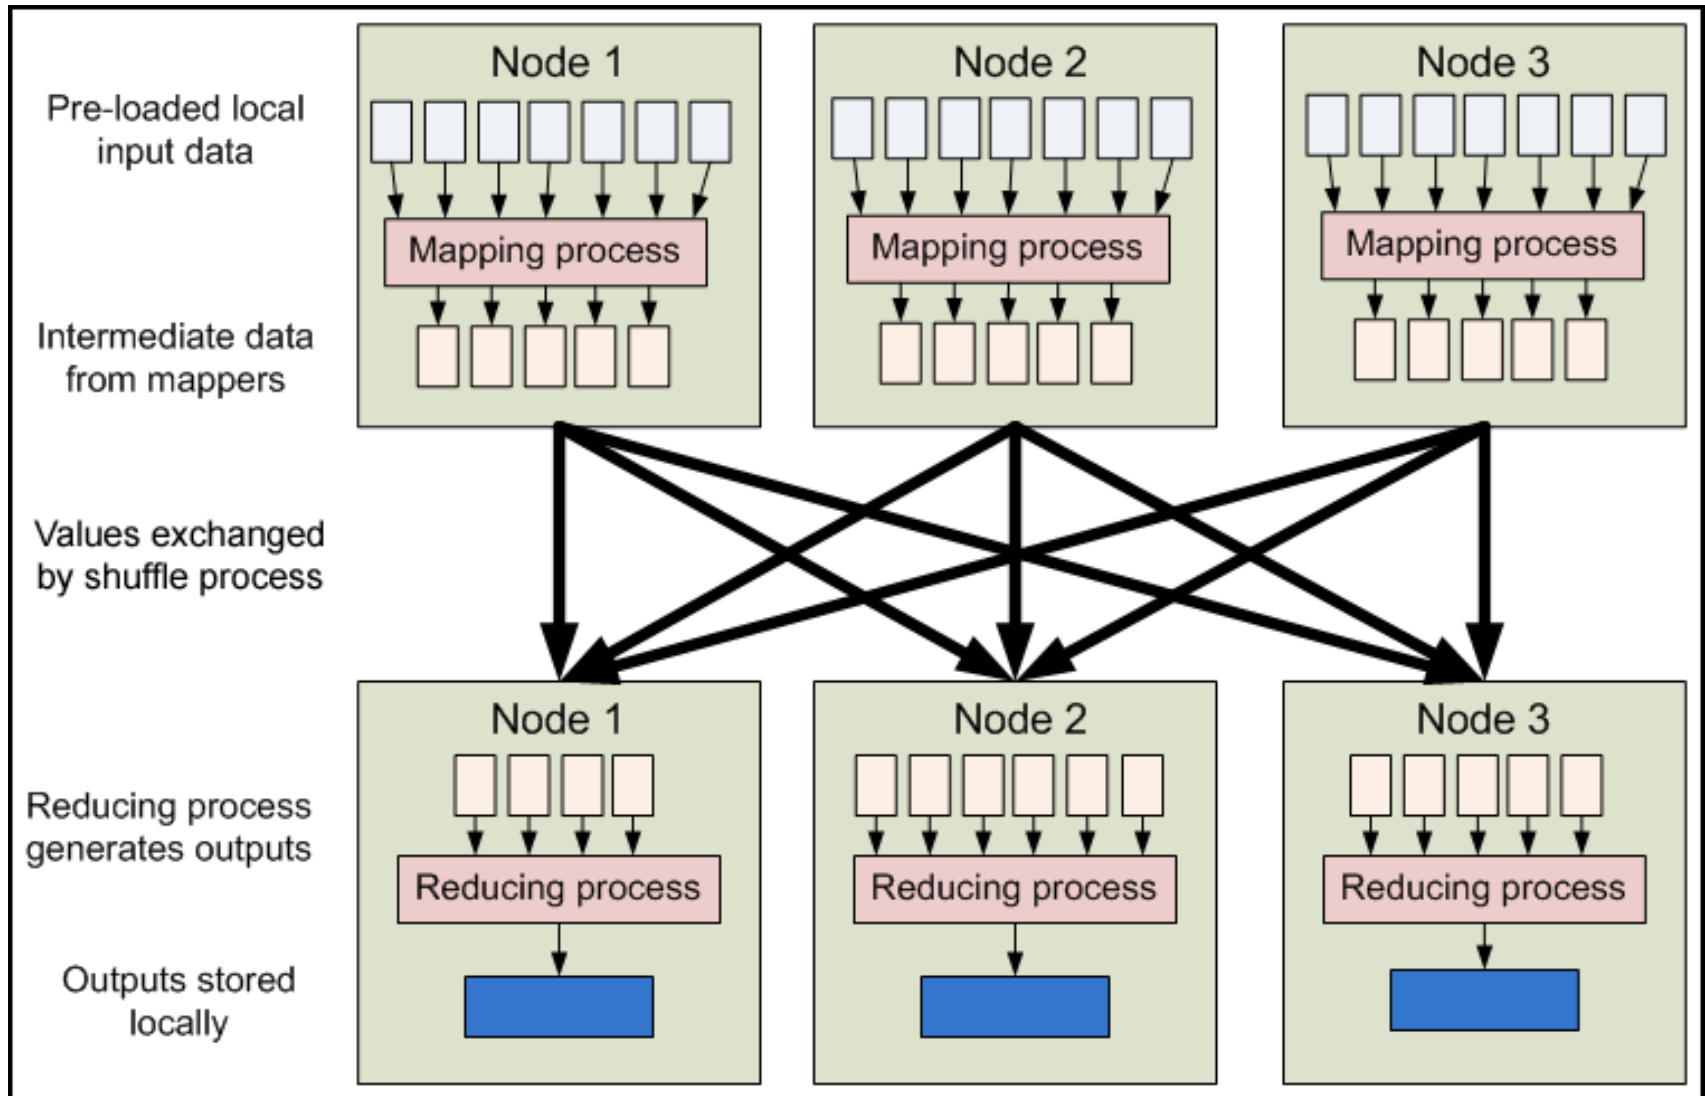 Node 1
Node 2
Node 3
Pre-loaded local
input data
Mapping process
Mapping process
Mapping process
Intermediate data
from mappers
Values exchanged
by shuffle process
Node 1
Node 2
Node 3
Reducing process
generates outputs
Reducing process
Reducing process
Reducing process
Outputs stored
locally